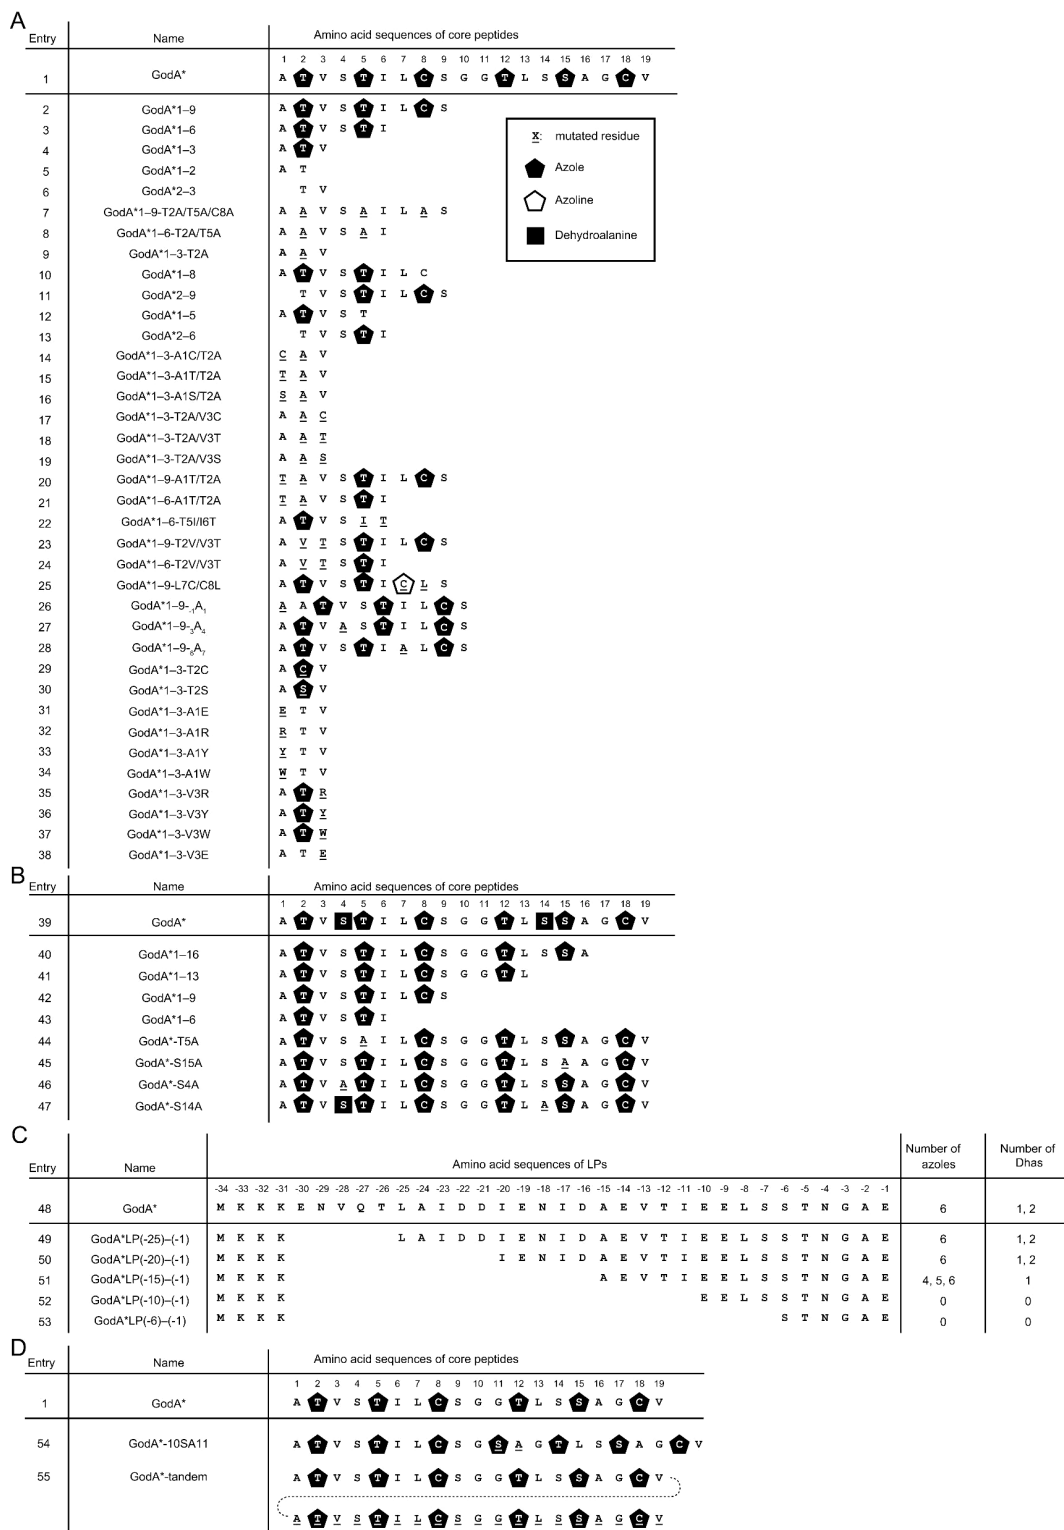 A
Entry Name Amino acid sequences of core peptides
1 2 3 4 5 6 7 8 9 10 11 12 13 14 15 16 17 18 19
1 GodA* A T V S T I L C S G G T L S S A G C V
2 GodA*1–9 A T V S T I L C S
3 GodA*1–6 A T V S T I
4 GodA*1–3 A T V
5 GodA*1–2 A T
6 GodA*2–3 T V
7 GodA*1–9-T2A/T5A/C8A A A V S A I L A S
8 GodA*1–6-T2A/T5A A A V S A I
9 GodA*1–3-T2A A A V
10 GodA*1–8 A T V S T I L C
11 GodA*2–9 T V S T I L C S
12 GodA*1–5 A T V S T
13 GodA*2–6 T V S T I
14 GodA*1–3-A1C/T2A C A V
15 GodA*1–3-A1T/T2A T A V
16 GodA*1–3-A1S/T2A S A V
17 GodA*1–3-T2A/V3C A A C
18 GodA*1–3-T2A/V3T A A T
19 GodA*1–3-T2A/V3S A A S
20 GodA*1–9-A1T/T2A T A V S T I L C S
21 GodA*1–6-A1T/T2A T A V S T I
22 GodA*1–6-T5I/I6T A T V S I T
23 GodA*1–9-T2V/V3T A V T S T I L C S
24 GodA*1–6-T2V/V3T A V T S T I
25 GodA*1–9-L7C/C8L A T V S T I C L S
26 GodA*1–9-₋₁A₁ A A T V S T I L C S
27 GodA*1–9-₃A₄ A T V A S T I L C S
28 GodA*1–9-₆A₇ A T V S T I A L C S
29 GodA*1–3-T2C A C V
30 GodA*1–3-T2S A S V
31 GodA*1–3-A1E E T V
32 GodA*1–3-A1R R T V
33 GodA*1–3-A1Y Y T V
34 GodA*1–3-A1W W T V
35 GodA*1–3-V3R A T R
36 GodA*1–3-V3Y A T Y
37 GodA*1–3-V3W A T W
38 GodA*1–3-V3E A T E
x: mutated residue
Azole
Azoline
Dehydroalanine
B
Entry Name Amino acid sequences of core peptides
1 2 3 4 5 6 7 8 9 10 11 12 13 14 15 16 17 18 19
39 GodA* A T V S T I L C S G G T L S S A G C V
40 GodA*1–16 A T V S T I L C S G G T L S S A
41 GodA*1–13 A T V S T I L C S G G T L
42 GodA*1–9 A T V S T I L C S
43 GodA*1–6 A T V S T I
44 GodA*-T5A A T V S A I L C S G G T L S S A G C V
45 GodA*-S15A A T V S T I L C S G G T L S A A G C V
46 GodA*-S4A A T V A T I L C S G G T L S S A G C V
47 GodA*-S14A A T V S T I L C S G G T L A S A G C V
C
Entry Name Amino acid sequences of LPs Number of azoles Number of Dhas
-34 -33 -32 -31 -30 -29 -28 -27 -26 -25 -24 -23 -22 -21 -20 -19 -18 -17 -16 -15 -14 -13 -12 -11 -10 -9 -8 -7 -6 -5 -4 -3 -2 -1
48 GodA* M K K K E N V Q T L A I D D I E N I D A E V T I E E L S S T N G A E 6 1, 2
49 GodA*LP(-25)–(-1) M K K K L A I D D I E N I D A E V T I E E L S S T N G A E 6 1, 2
50 GodA*LP(-20)–(-1) M K K K I E N I D A E V T I E E L S S T N G A E 6 1, 2
51 GodA*LP(-15)–(-1) M K K K A E V T I E E L S S T N G A E 4, 5, 6 1
52 GodA*LP(-10)–(-1) M K K K E E L S S T N G A E 0 0
53 GodA*LP(-6)–(-1) M K K K S T N G A E 0 0
D
Entry Name Amino acid sequences of core peptides
1 2 3 4 5 6 7 8 9 10 11 12 13 14 15 16 17 18 19
1 GodA* A T V S T I L C S G G T L S S A G C V
54 GodA*-10SA11 A T V S T I L C S G S A G T L S S A G C V
55 GodA*-tandem A T V S T I L C S G G T L S S A G C V
A T V S T I L C S G G T L S S A G C V